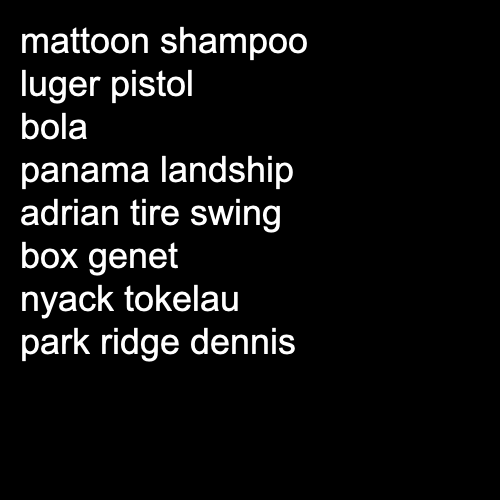 mattoon shampoo
luger pistol
bola
panama landship
adrian tire swing
box genet
nyack tokelau
park ridge dennis